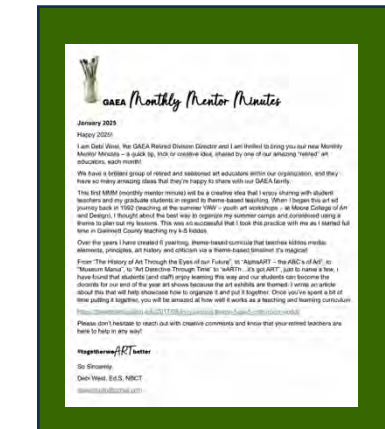 GAEA Monthly Mentor Minutes
January 2025
Happy 2025!
I am Debi West, the GAEA Retired Division Director and I am thrilled to bring you our new Monthly
Mentor Minutes – a quick tip, trick or creative idea, shared by one of our amazing "retired" art
educators, each month!
We have a brilliant group of retired and seasoned art educators within our organization, and they
have so many amazing ideas that they're happy to share with our GAEA family.
This first MMM (monthly mentor minute) will be a creative idea that I enjoy sharing with student
teachers and my graduate students in regard to theme-based teaching. When I began this art ed
journey back in 1992 (teaching at the summer YAW – youth art workshops – at Moore College of Art
and Design), I thought about the best way to organize my summer camps and considered using a
theme to plan out my lessons. This was so successful that I took this practice with me as I started full
time in Gwinnett County teaching my k-5 kiddos.
Over the years I have created 6 yearlong, theme-based curricula that teaches kiddos media,
elements, principles, art history and criticism via a theme-based timeline! It's magical!
From "The History of Art Through the Eyes of our Future", to "AlphaART – the ABC's of Art", to
"Museum Mania", to "Art Detective Through Time" to "eARTh...it's got ART", just to name a few, I
have found that students (and staff) enjoy learning this way and our students can become the
docents for our end of the year art shows because the art exhibits are themed! I wrote an article
about this that will help showcase how to organize it and put it together. Once you've spent a bit of
time putting it together, you will be amazed at how well it works as a teaching and learning curriculum.
Please don't hesitate to reach out with creative comments and know that your retired teachers are
here to help in any way!
#togetherweARTbetter
So Sincerely,
Debi West, Ed.S, NBCT